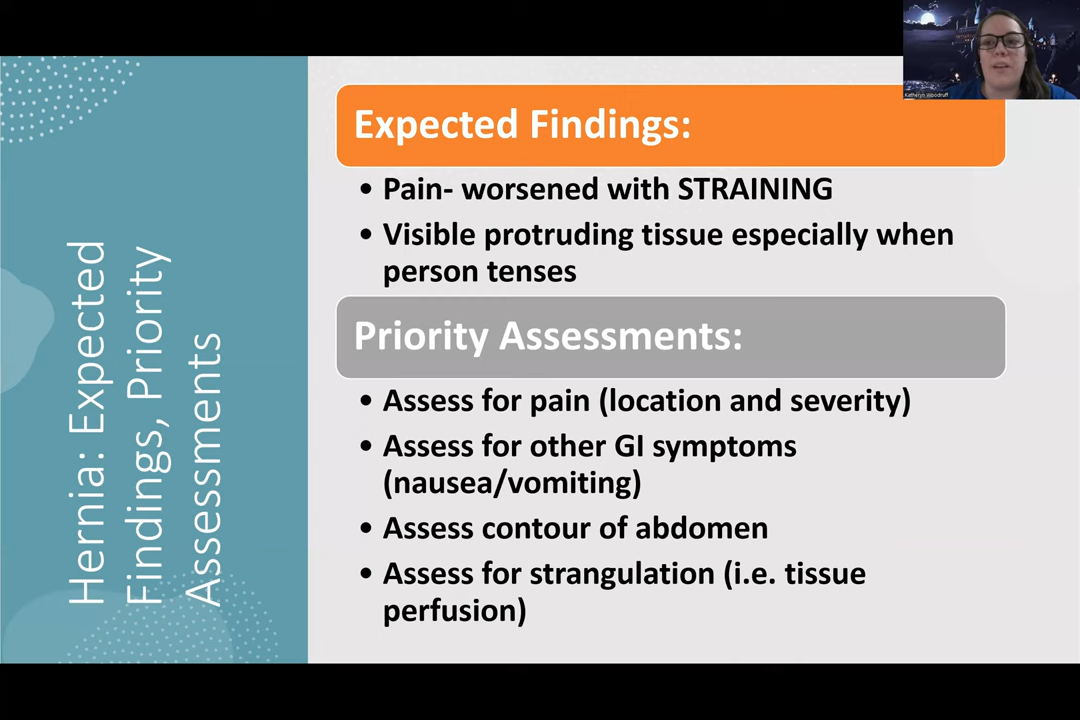 Hernia: Expected
Findings, Priority
Assessments
Expected Findings:
• Pain- worsened with STRAINING
• Visible protruding tissue especially when
person tenses
Priority Assessments:
• Assess for pain (location and severity)
• Assess for other GI symptoms
(nausea/vomiting)
• Assess contour of abdomen
• Assess for strangulation (i.e. tissue
perfusion)
Katheryn Woodruff